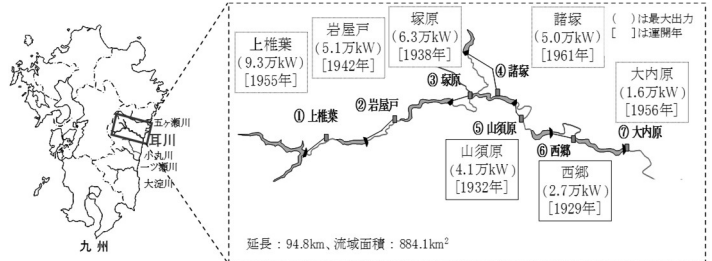 上椎葉
(9.3万kW)
[1955年]
岩屋戸
(5.1万kW)
[1942年]
塚原
(6.3万kW)
[1938年]
諸塚
(5.0万kW)
[1961年]
( )は最大出力
[ ]は運開年
大内原
(1.6万kW)
[1956年]
①上椎葉
②岩屋戸
③塚原
④諸塚
⑤山須原
⑥西郷
⑦大内原
山須原
(4.1万kW)
[1932年]
西郷
(2.7万kW)
[1929年]
五ヶ瀬川
耳川
小丸川
一ツ瀬川
大淀川
九州
延長：94.8km、流域面積：884.1km²